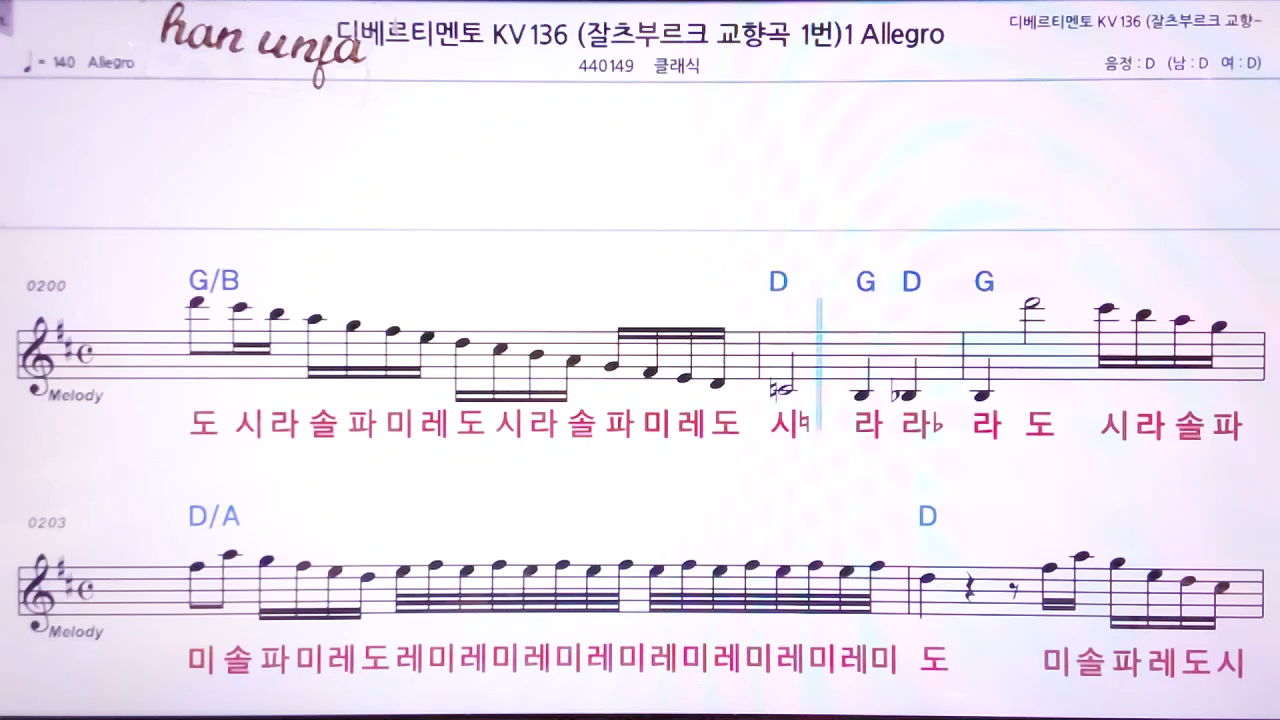 han unja
디베르티멘토 KV136 (잘츠부르크 교향곡 1번)1 Allegro
디베르티멘토 KV136 (잘츠부르크 교향-
♩= 140 Allegro
440149 클래식
음정 : D (남 : D 여 : D)
0200
G/B D G D G
Melody
도 시 라 솔 파 미 레 도 시 라 솔 파 미 레 도 시♮ 라 라♭ 라 도 시 라 솔 파
0203
D/A D
Melody
미 솔 파 미 레 도 레 미 레 미 레 미 레 미 레 미 레 미 레 미 레 미 도 미 솔 파 레 도 시